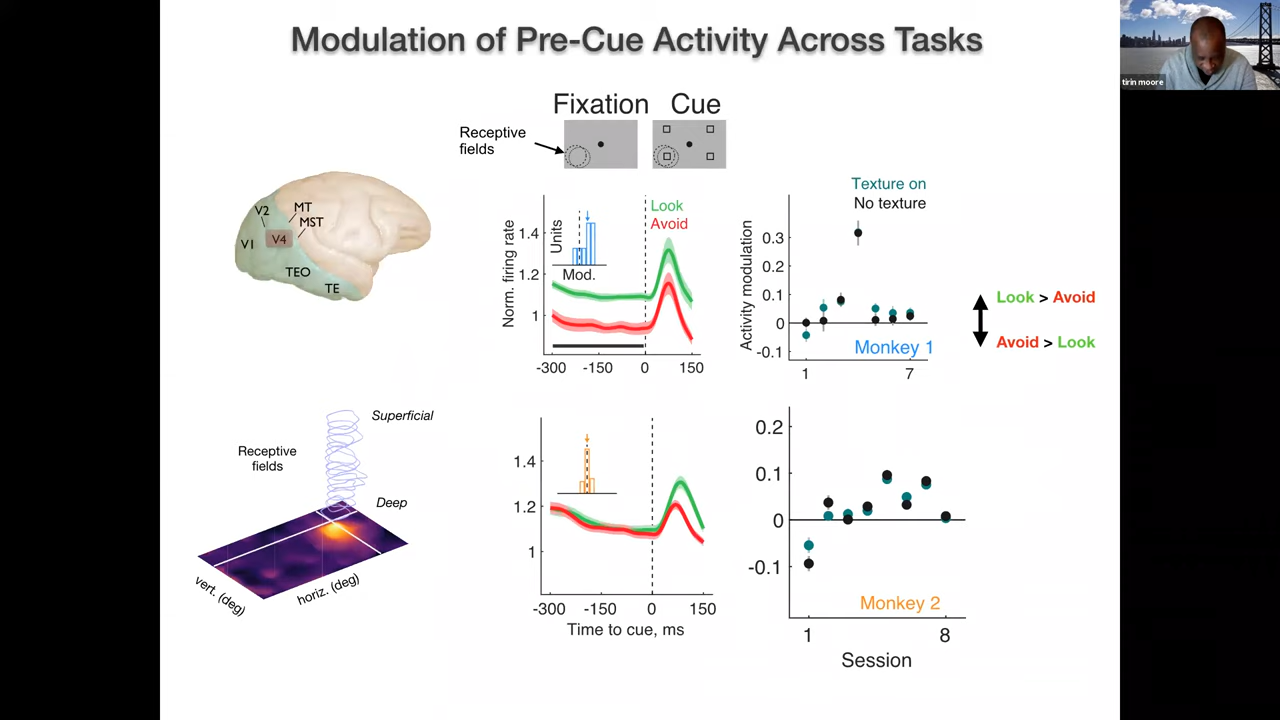 Modulation of Pre-Cue Activity Across Tasks
tirin moore
Fixation Cue
Receptive
fields
V2
MT
MST
V1
V4
TEO
TE
Norm. firing rate
1.4
1.2
1
Units
Mod.
Look
Avoid
-300 -150 0 150
Texture on
No texture
Activity modulation
0.3
0.2
0.1
0
-0.1
Monkey 1
1 7
Look > Avoid
Avoid > Look
Superficial
Receptive
fields
Deep
vert. (deg)
horiz. (deg)
1.4
1.2
1
-300 -150 0 150
Time to cue, ms
0.2
0.1
0
-0.1
Monkey 2
1 8
Session